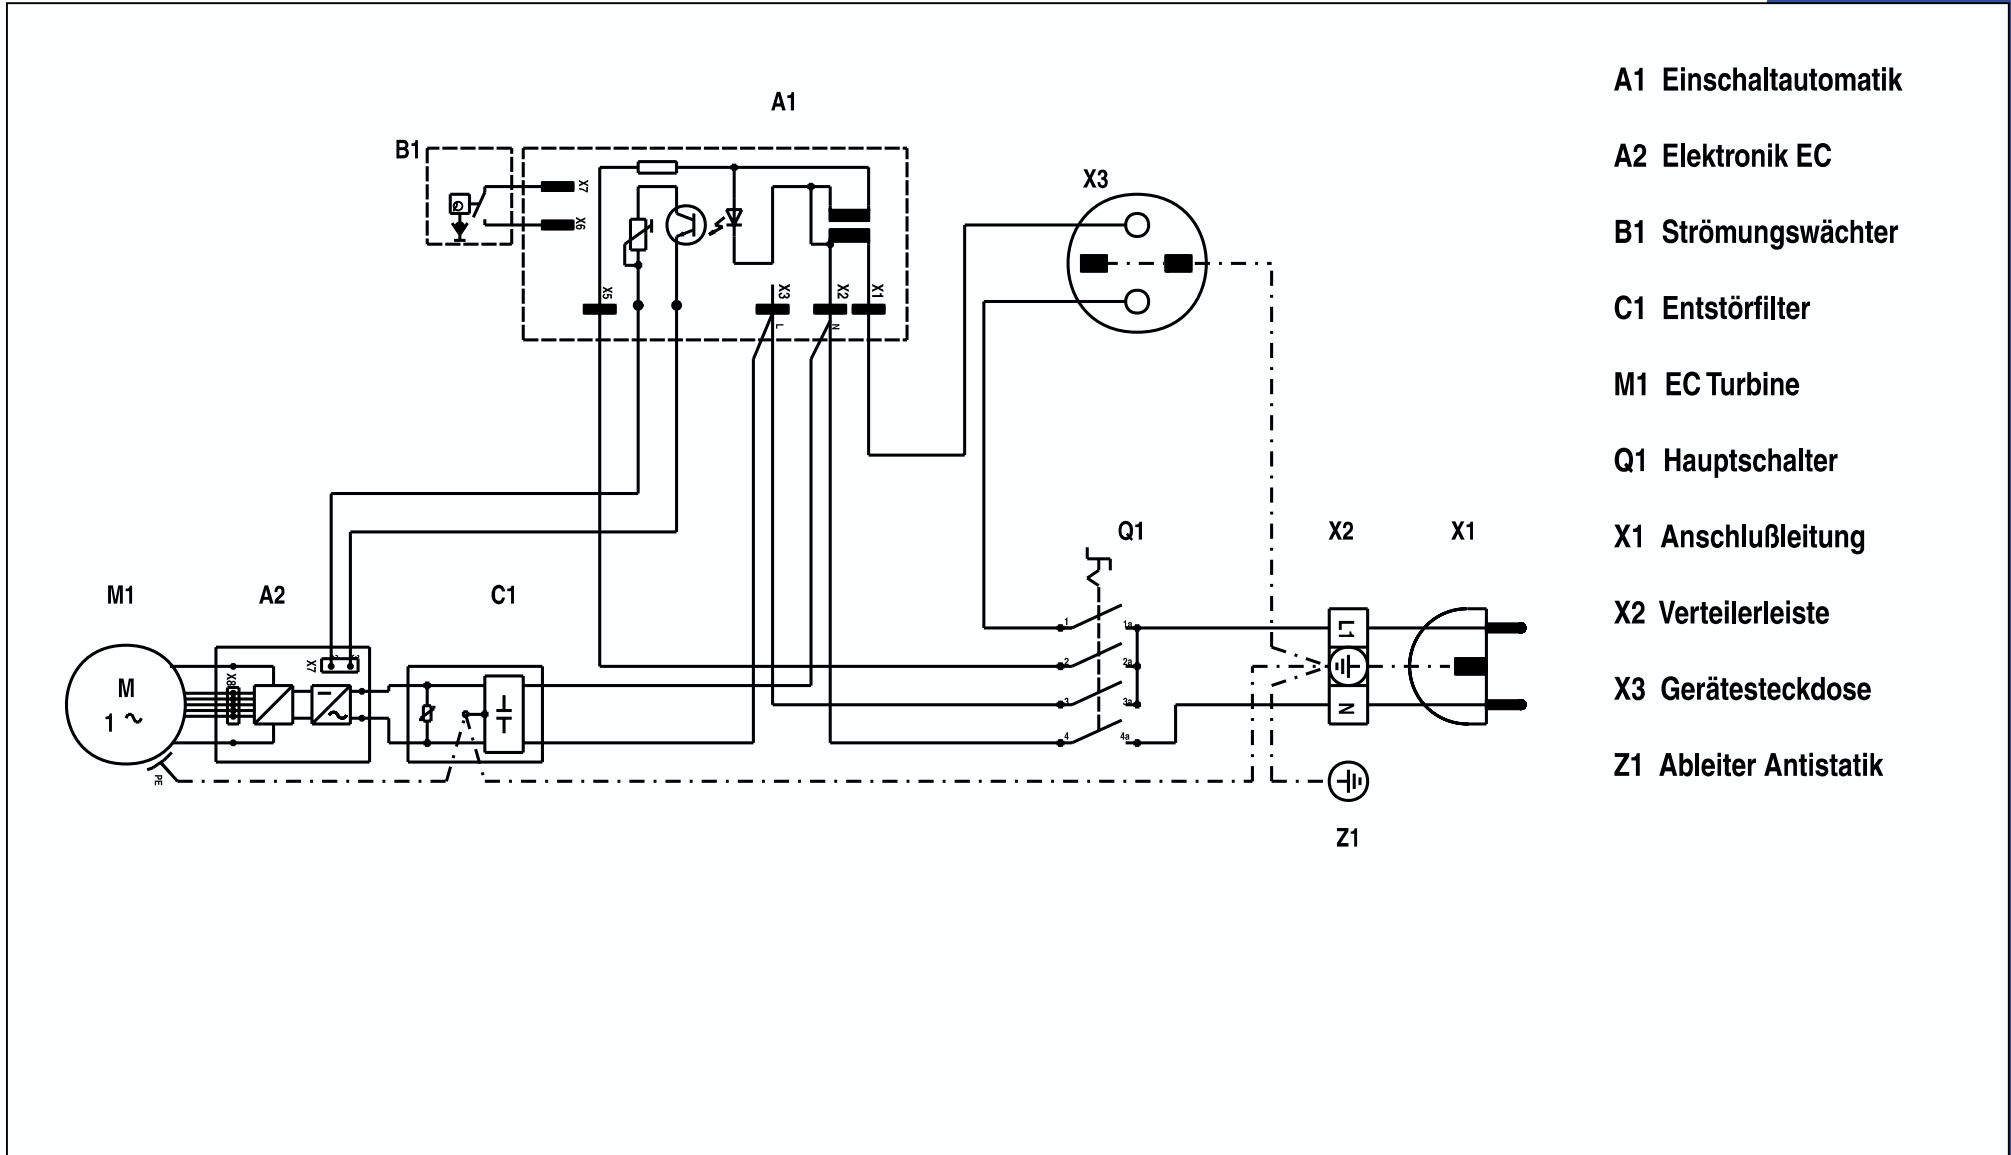 A1
B1
X7
X6
X5
X3
L
X2
N
X1
X3
A1 Einschaltautomatik
A2 Elektronik EC
B1 Strömungswächter
C1 Entstörfilter
M1 EC Turbine
Q1 Hauptschalter
X1 Anschlußleitung
X2 Verteilerleiste
X3 Gerätesteckdose
Z1 Ableiter Antistatik
Q1
X2
X1
M1
A2
C1
1
1a
2
2a
3
3a
4
4a
L1
N
X7
X8
M
1 ~
PE
Z1